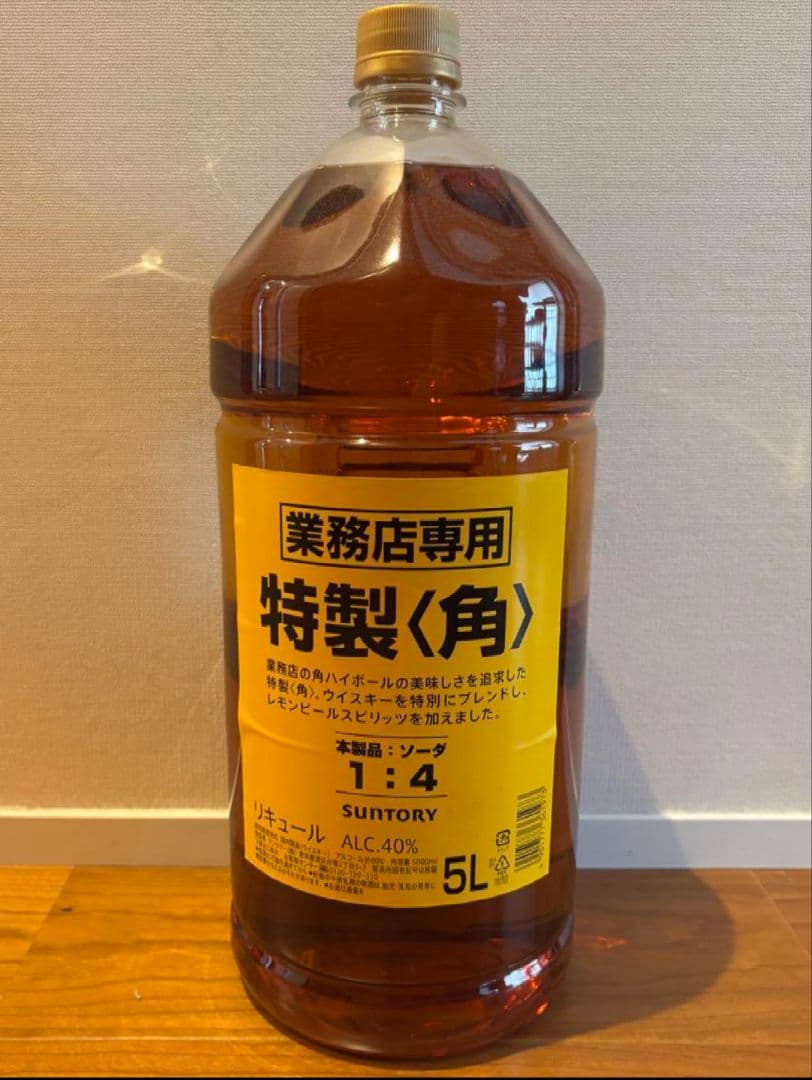 業務店専用
特製〈角〉
業務店の角ハイボールの美味しさを追求した
特製〈角〉。ウイスキーを特別にブレンドし、
レモンピールスピリッツを加えました。
本製品：ソーダ
1：4
SUNTORY
リキュール ALC.40%
5L